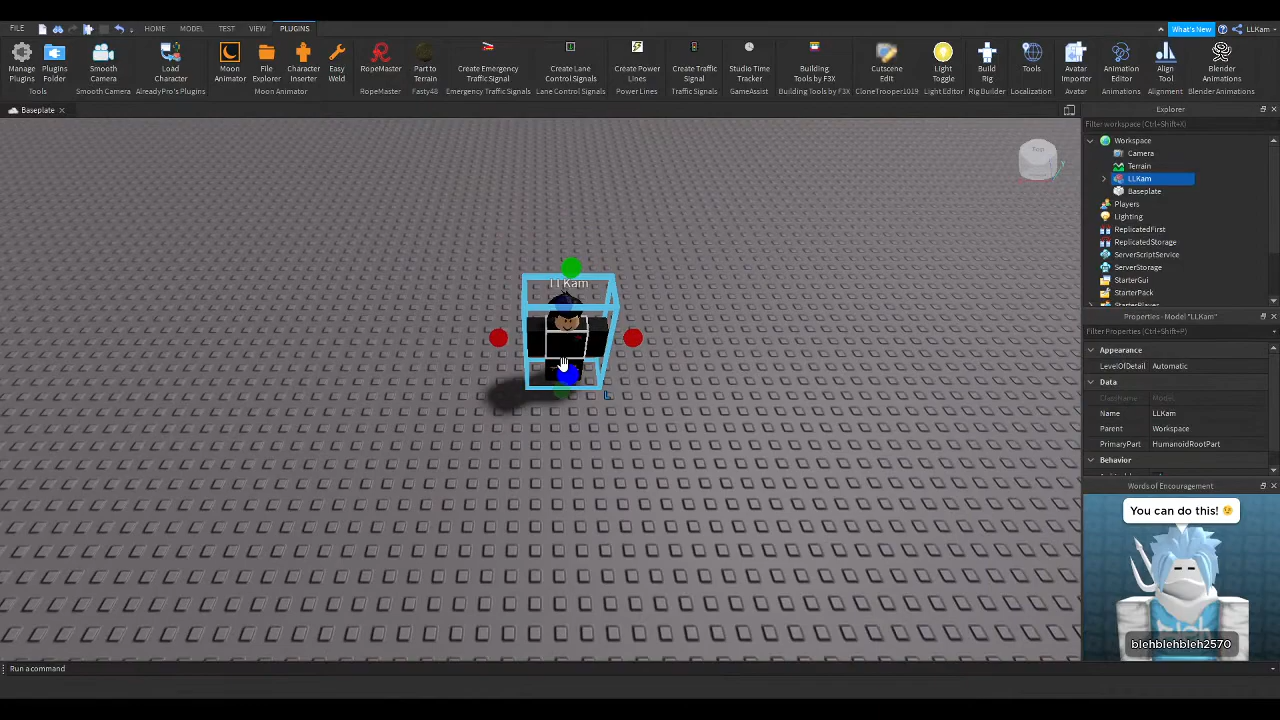 FILE HOME MODEL TEST VIEW PLUGINS What's New LLKam
Manage Plugins Plugins Folder Smooth Camera Load Character Moon Animator File Explorer Character Inserter Easy Weld RopeMaster Part to Terrain Create Emergency Traffic Signal Create Lane Control Signals Create Power Lines Create Traffic Signal Studio Time Tracker Building Tools by F3X Cutscene Edit Light Toggle Build Rig Tools Avatar Importer Animation Editor Align Tool Blender Animations
Tools Smooth Camera AlreadyPro's Plugins Moon Animator RopeMaster Fasty48 Emergency Traffic Signals Lane Control Signals Power Lines Traffic Signals GameAssist Building Tools by F3X CloneTrooper1019 Light Editor Rig Builder Localization Avatar Animations Alignment Blender Animations
Baseplate
Top
Y
LLKam
L
Explorer
Filter workspace (Ctrl+Shift+X)
Workspace
Camera
Terrain
LLKam
Baseplate
Players
Lighting
ReplicatedFirst
ReplicatedStorage
ServerScriptService
ServerStorage
StarterGui
StarterPack
StarterPlayer
Properties - Model "LLKam"
Filter Properties (Ctrl+Shift+P)
Appearance
LevelOfDetail Automatic
Data
ClassName Model
Name LLKam
Parent Workspace
PrimaryPart HumanoidRootPart
Behavior
Words of Encouragement
You can do this! 😉
blehblehbleh2570
Run a command